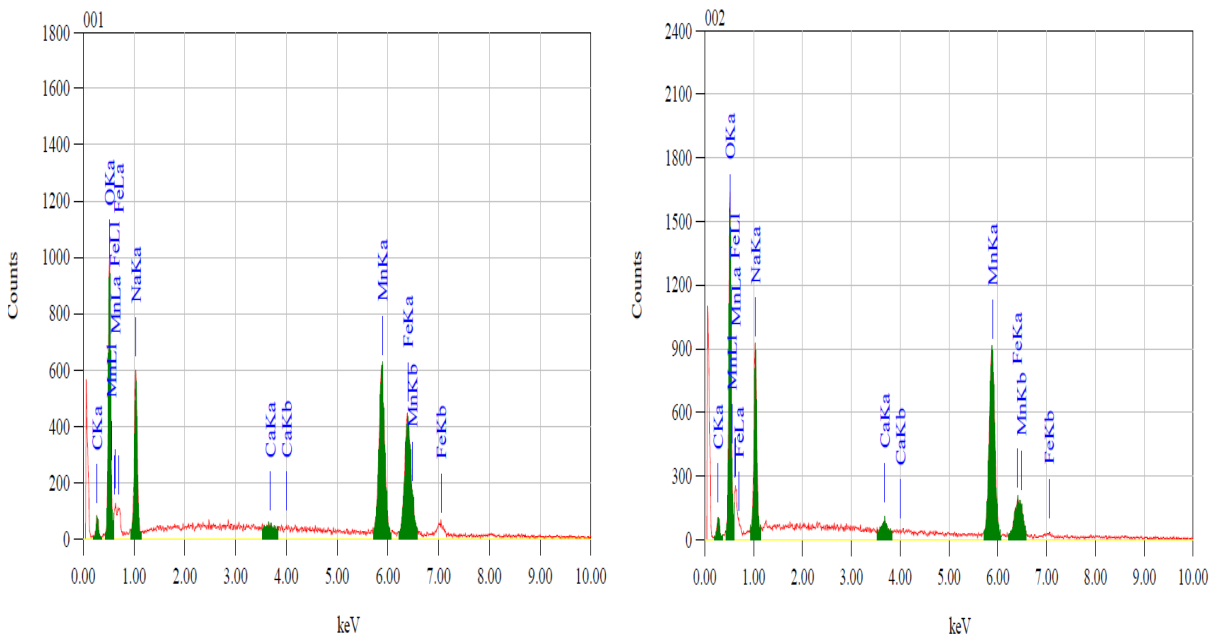 001
1800
1600
1400
1200
1000
800
600
400
200
0
Counts
CKa
OKa
MnLl
MnLa
FeLl
FeLa
NaKa
CaKa
CaKb
MnKa
FeKa
MnKb
FeKb
0.00 1.00 2.00 3.00 4.00 5.00 6.00 7.00 8.00 9.00 10.00
keV
002
2400
2100
1800
1500
1200
900
600
300
0
Counts
CKa
OKa
MnLl
MnLa
FeLl
FeLa
NaKa
CaKa
CaKb
MnKa
FeKa
MnKb
FeKb
0.00 1.00 2.00 3.00 4.00 5.00 6.00 7.00 8.00 9.00 10.00
keV